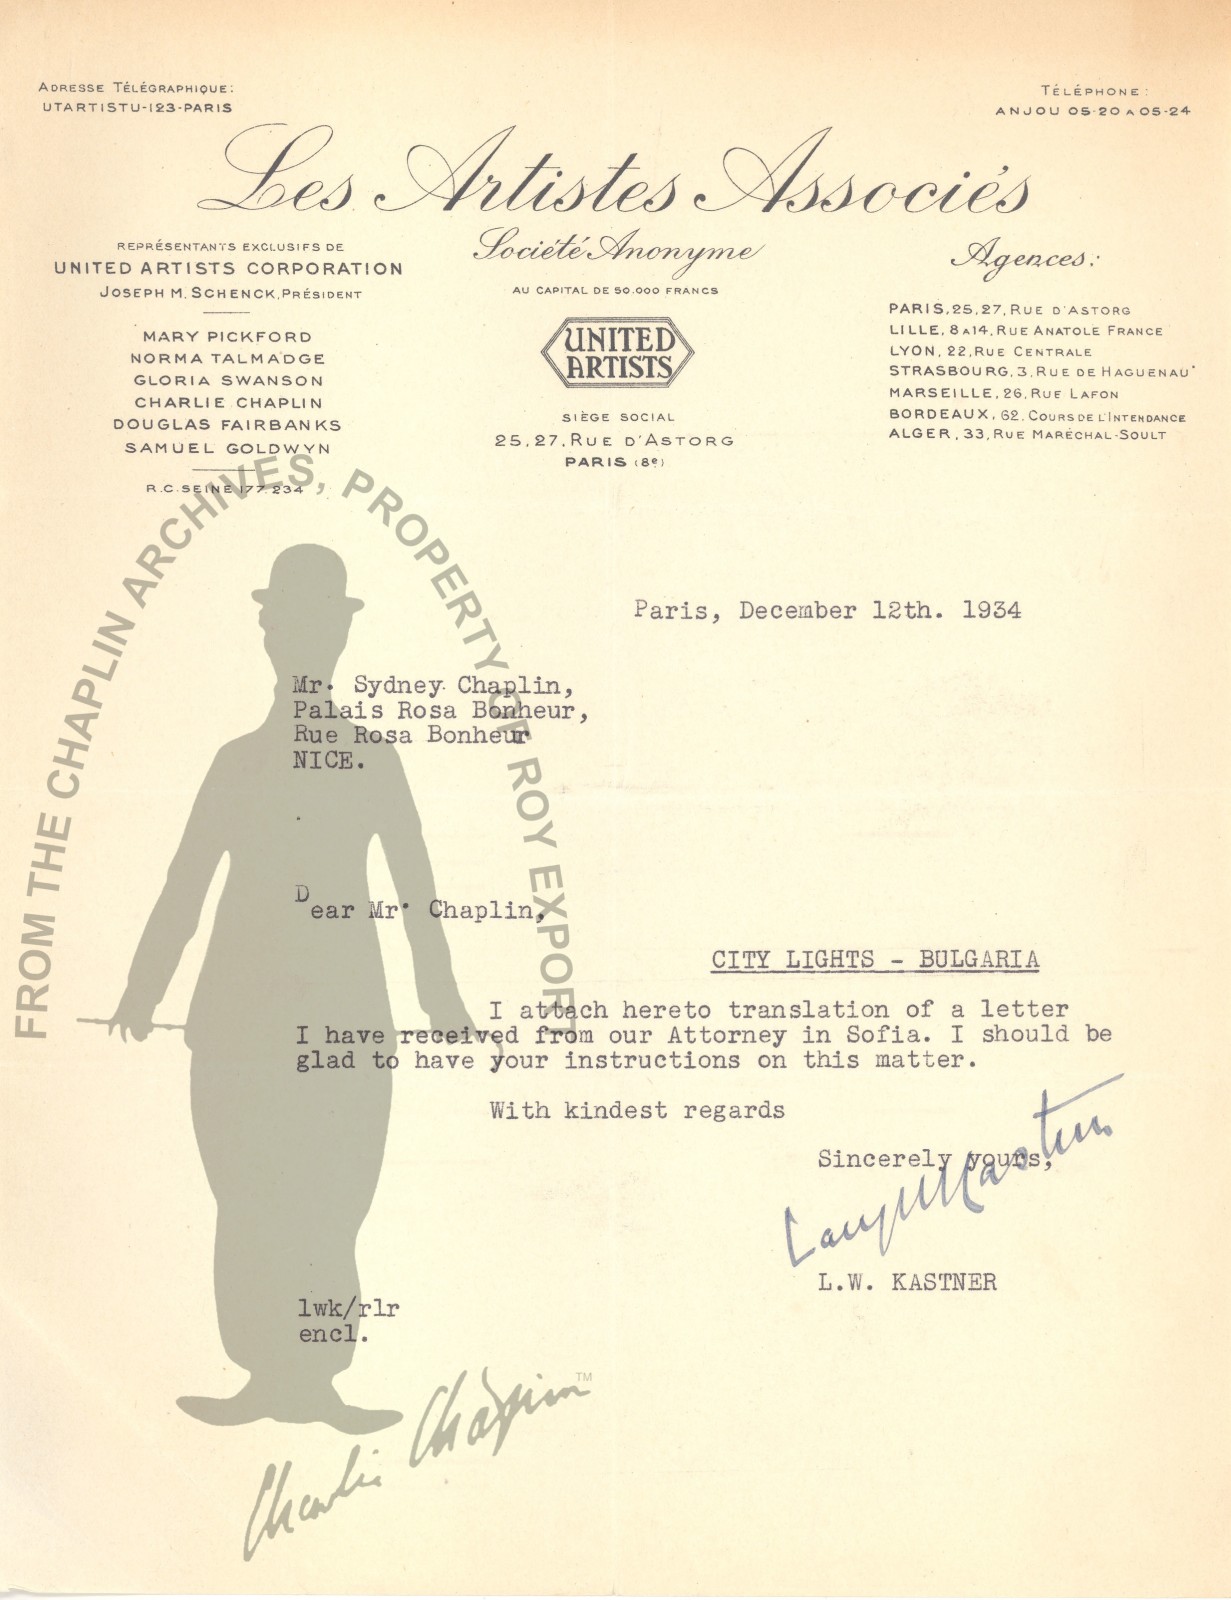 ADRESSE TÉLÉGRAPHIQUE:
UTARTISTU-123-PARIS
TÉLÉPHONE:
ANJOU 05-20 A 05-24
Les Artistes Associés
Société Anonyme
AU CAPITAL DE 50.000 FRANCS
UNITED
ARTISTS
SIÈGE SOCIAL
25,27, RUE D'ASTORG
PARIS (8e)
REPRÉSENTANTS EXCLUSIFS DE
UNITED ARTISTS CORPORATION
JOSEPH M. SCHENCK, PRÉSIDENT
MARY PICKFORD
NORMA TALMADGE
GLORIA SWANSON
CHARLIE CHAPLIN
DOUGLAS FAIRBANKS
SAMUEL GOLDWYN
R.C. SEINE 177.234
Agences:
PARIS, 25,27, RUE D'ASTORG
LILLE, 8 A 14, RUE ANATOLE FRANCE
LYON, 22, RUE CENTRALE
STRASBOURG, 3, RUE DE HAGUENAU
MARSEILLE, 26, RUE LAFON
BORDEAUX, 62, COURS DE L'INTENDANCE
ALGER, 33, RUE MARÉCHAL-SOULT
FROM THE CHAPLIN ARCHIVES, PROPERTY OF ROY EXPORT
Paris, December 12th. 1934
Mr. Sydney Chaplin,
Palais Rosa Bonheur,
Rue Rosa Bonheur
NICE.
Dear Mr. Chaplin,
CITY LIGHTS - BULGARIA
I attach hereto translation of a letter
I have received from our Attorney in Sofia. I should be
glad to have your instructions on this matter.
With kindest regards
Sincerely yours,
L.W. KASTNER
lwk/rlr
encl.
Charlie Chaplin™